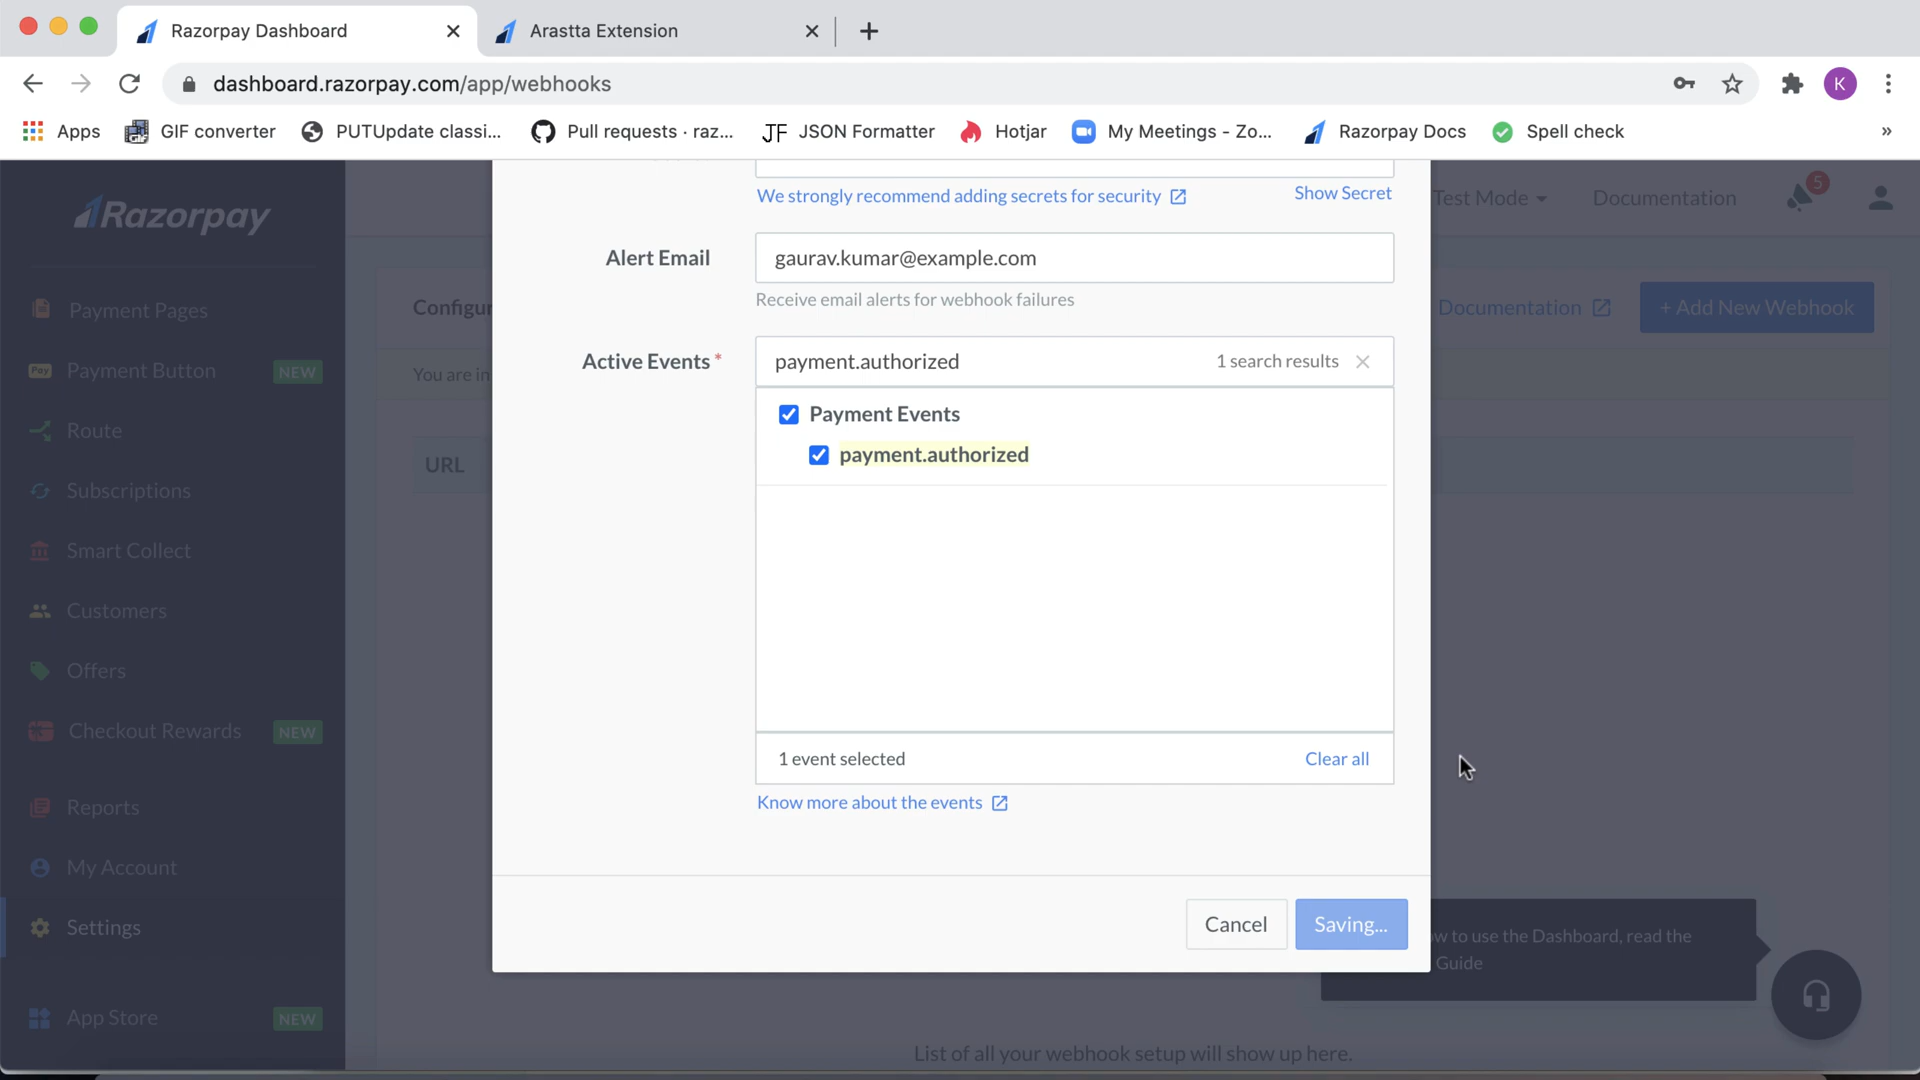 Razorpay Dashboard
Arastta Extension
dashboard.razorpay.com/app/webhooks
K
Apps
GIF converter
PUTUpdate classi...
Pull requests · raz...
JF JSON Formatter
Hotjar
My Meetings - Zo...
Razorpay Docs
Spell check
»
Razorpay
We strongly recommend adding secrets for security
Show Secret
Test Mode
Documentation
5
Alert Email
gaurav.kumar@example.com
Receive email alerts for webhook failures
Payment Pages
Configur
Documentation
+ Add New Webhook
Active Events*
payment.authorized
1 search results
Pay
Payment Button
NEW
You are in
Payment Events
payment.authorized
Route
URL
Subscriptions
Smart Collect
Customers
Offers
Checkout Rewards
NEW
1 event selected
Clear all
Know more about the events
Reports
My Account
Settings
Cancel
Saving...
ow to use the Dashboard, read the
Guide
App Store
NEW
List of all your webhook setup will show up here.